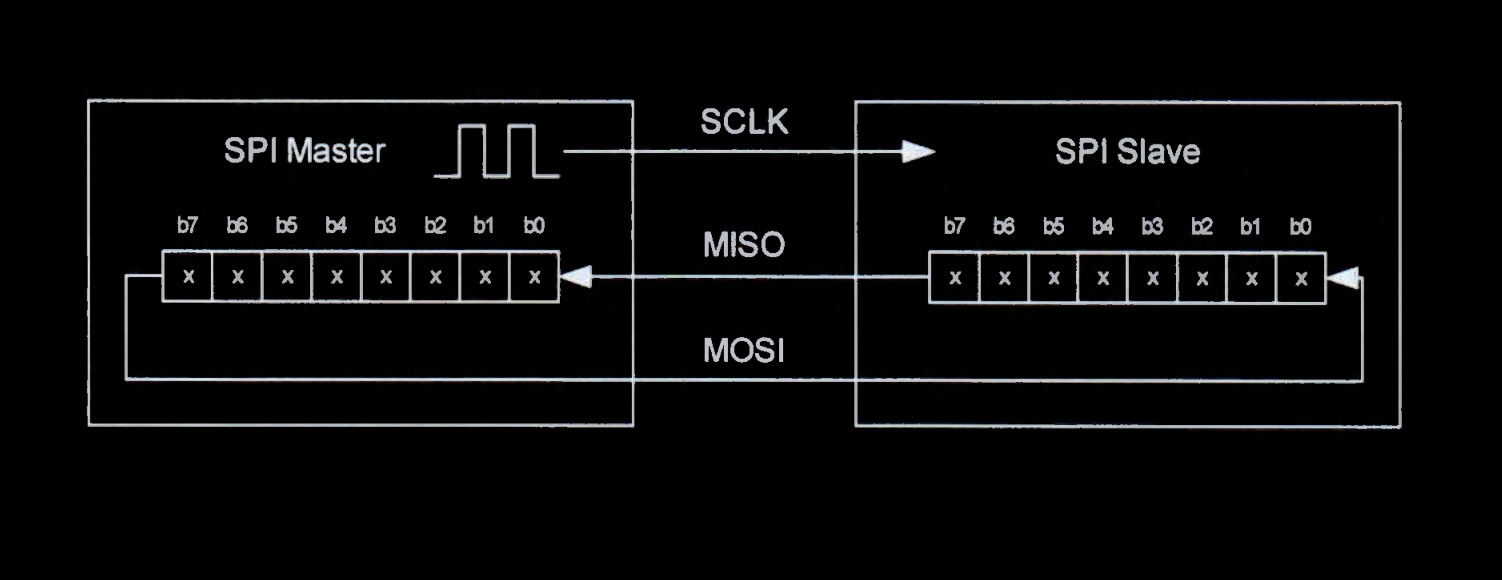 SCLK
SPI Master
SPI Slave
b7 b6 b5 b4 b3 b2 b1 b0
MISO
b7 b6 b5 b4 b3 b2 b1 b0
x x x x x x x x
x x x x x x x x
MOSI